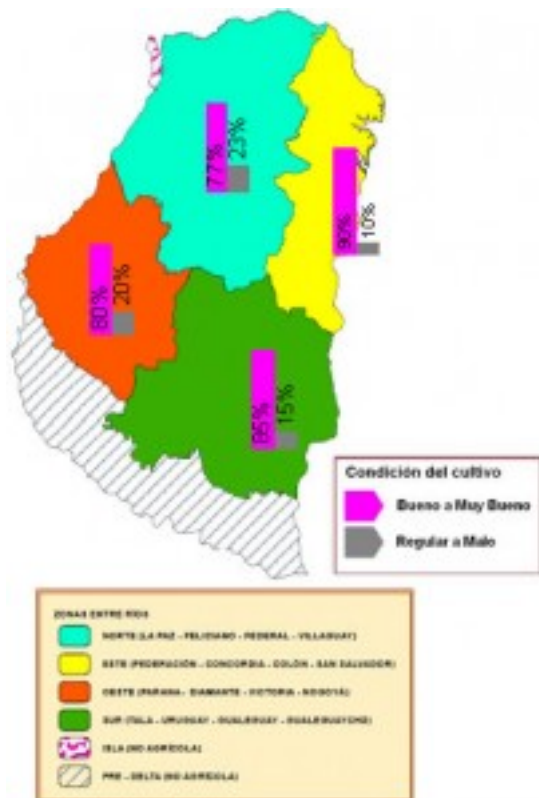 77%
23%
90%
10%
80%
20%
85%
15%
Condición del cultivo
Bueno a Muy Bueno
Regular a Malo
ZONAS ENTRE RÍOS
NORTE (LA PAZ - FELICIANO - FEDERAL - VILLAGUAY)
ESTE (FEDERACIÓN - CONCORDIA - COLÓN - SAN SALVADOR)
OESTE (PARANA - DIAMANTE - VICTORIA - NOGOYÁ)
SUR (TALA - URUGUAY - GUALEGUAY - GUALEGUAYCHÚ)
ISLA (NO AGRÍCOLA)
PRE - DELTA (NO AGRÍCOLA)